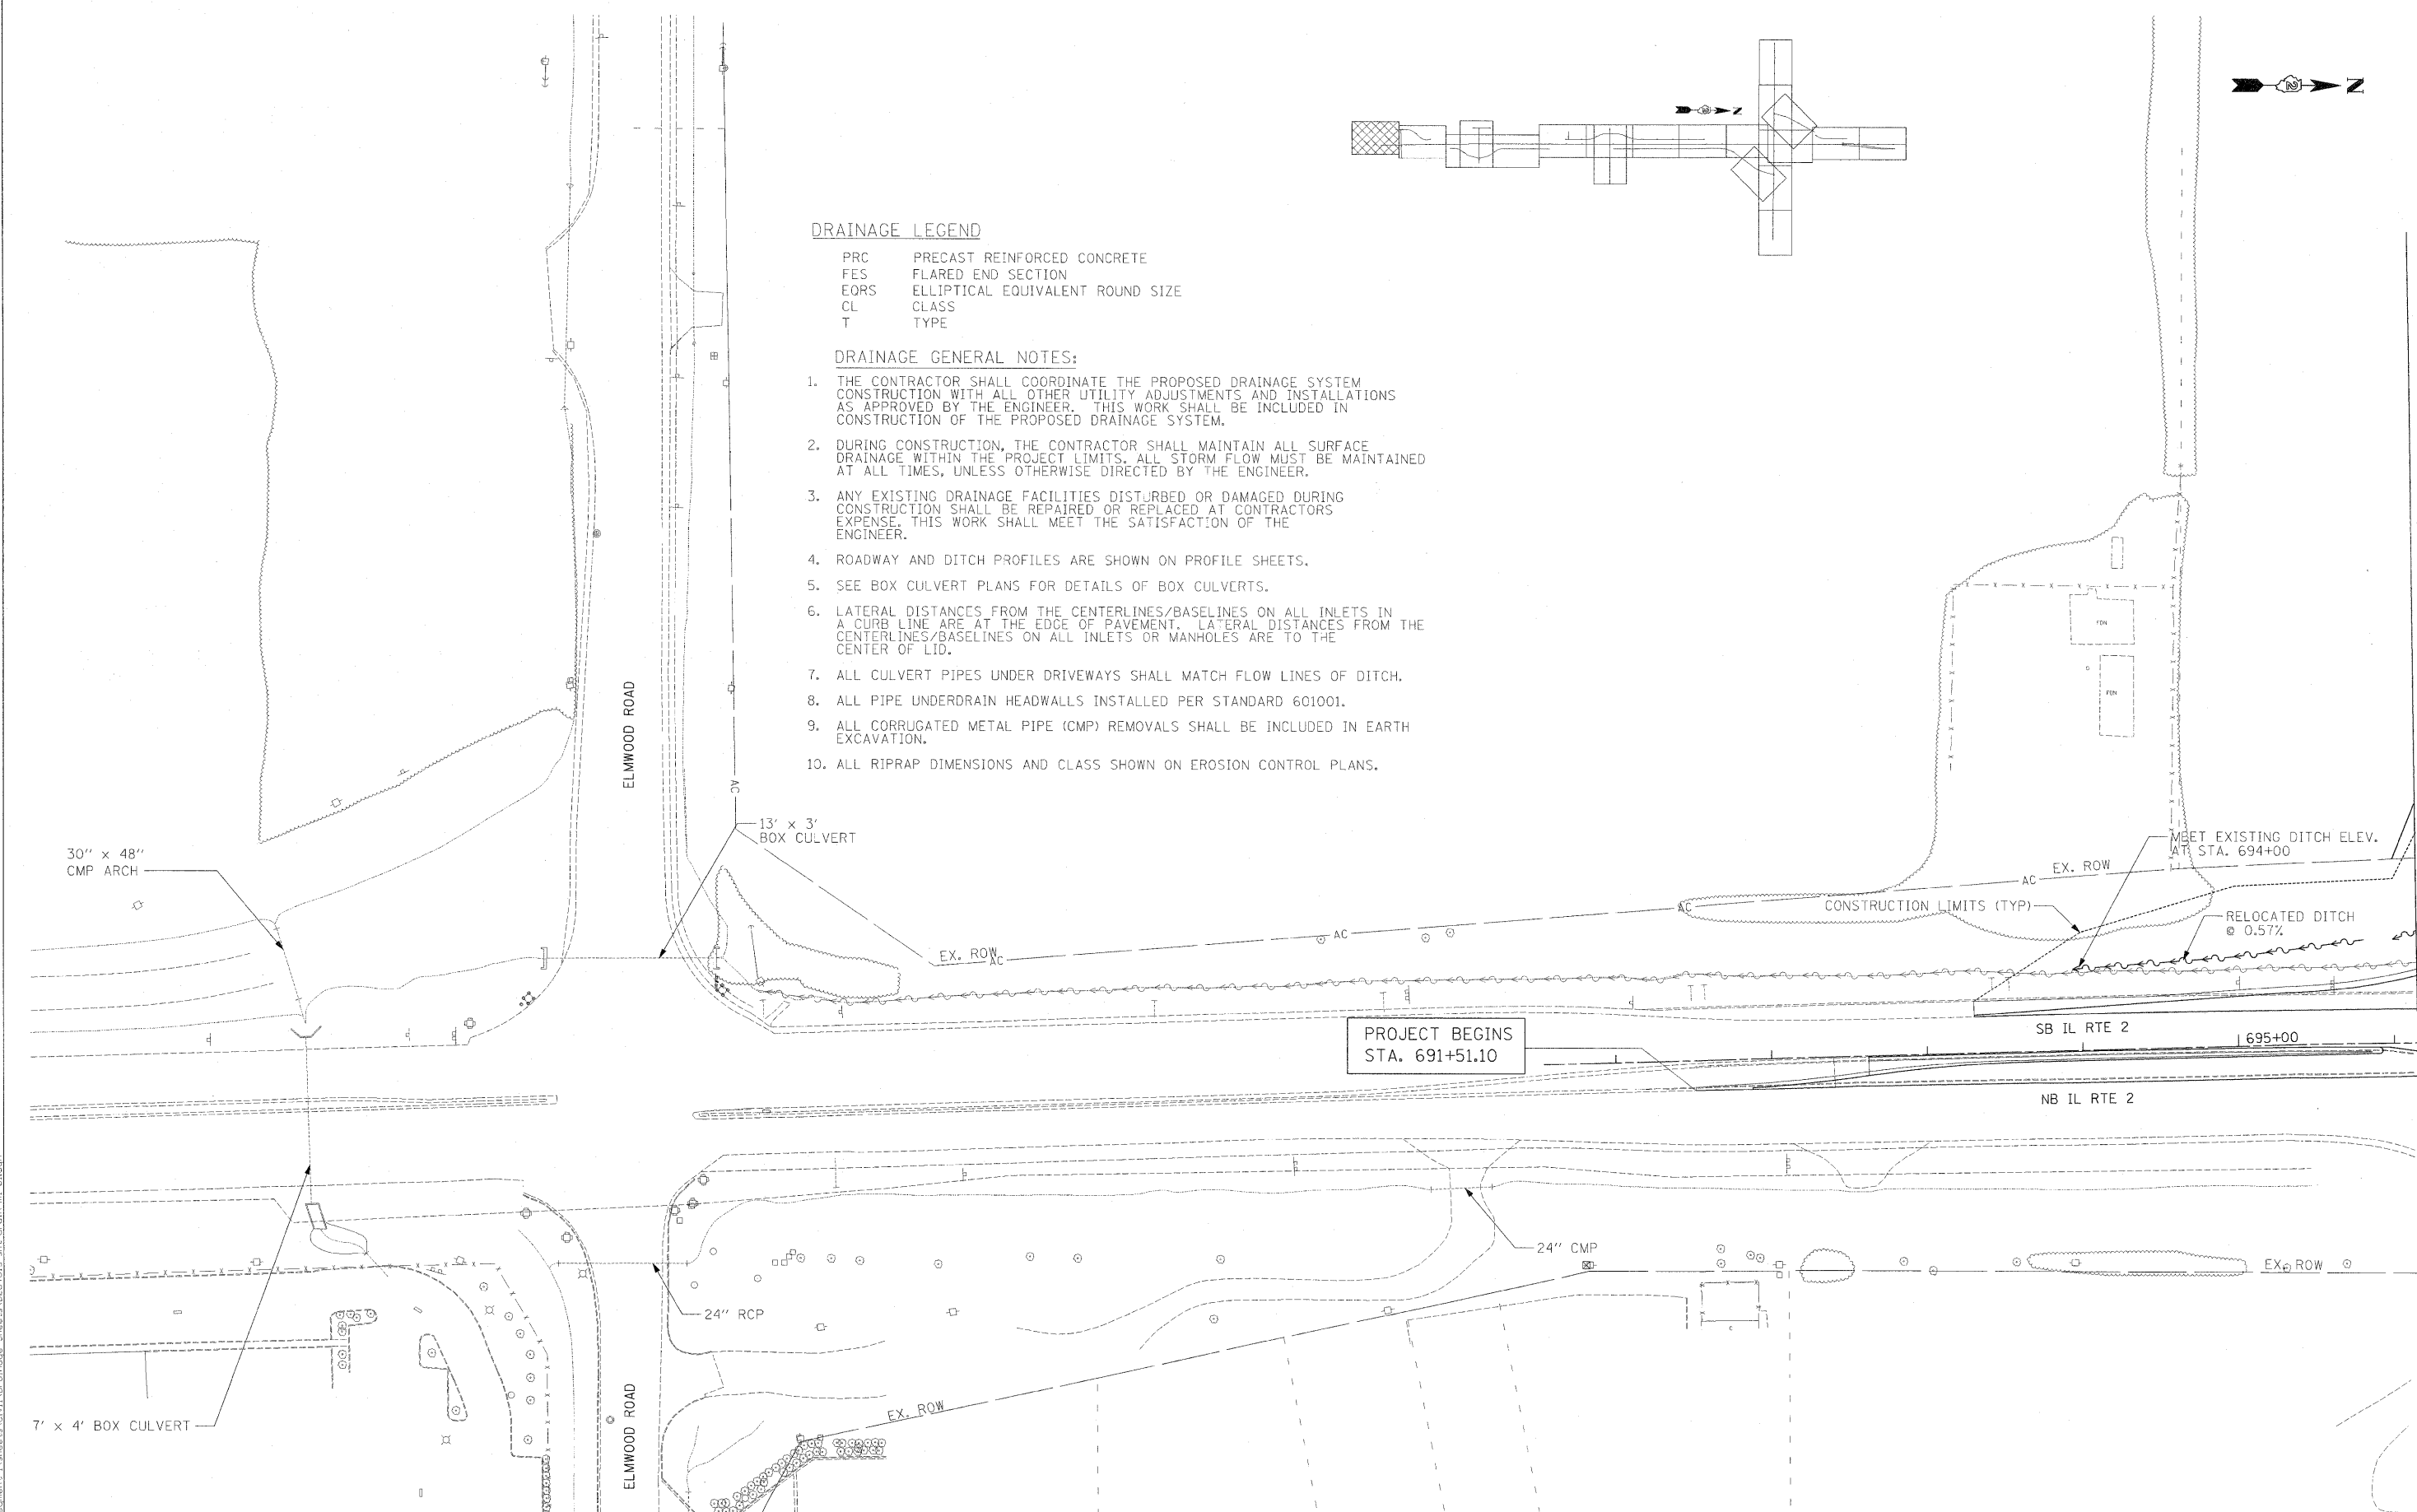 N
N
DRAINAGE LEGEND
PRC PRECAST REINFORCED CONCRETE
FES FLARED END SECTION
EQRS ELLIPTICAL EQUIVALENT ROUND SIZE
CL CLASS
T TYPE
DRAINAGE GENERAL NOTES:
1. THE CONTRACTOR SHALL COORDINATE THE PROPOSED DRAINAGE SYSTEM
CONSTRUCTION WITH ALL OTHER UTILITY ADJUSTMENTS AND INSTALLATIONS
AS APPROVED BY THE ENGINEER. THIS WORK SHALL BE INCLUDED IN
CONSTRUCTION OF THE PROPOSED DRAINAGE SYSTEM.
2. DURING CONSTRUCTION, THE CONTRACTOR SHALL MAINTAIN ALL SURFACE
DRAINAGE WITHIN THE PROJECT LIMITS. ALL STORM FLOW MUST BE MAINTAINED
AT ALL TIMES, UNLESS OTHERWISE DIRECTED BY THE ENGINEER.
3. ANY EXISTING DRAINAGE FACILITIES DISTURBED OR DAMAGED DURING
CONSTRUCTION SHALL BE REPAIRED OR REPLACED AT CONTRACTORS
EXPENSE. THIS WORK SHALL MEET THE SATISFACTION OF THE
ENGINEER.
4. ROADWAY AND DITCH PROFILES ARE SHOWN ON PROFILE SHEETS.
5. SEE BOX CULVERT PLANS FOR DETAILS OF BOX CULVERTS.
6. LATERAL DISTANCES FROM THE CENTERLINES/BASELINES ON ALL INLETS IN
A CURB LINE ARE AT THE EDGE OF PAVEMENT. LATERAL DISTANCES FROM THE
CENTERLINES/BASELINES ON ALL INLETS OR MANHOLES ARE TO THE
CENTER OF LID.
7. ALL CULVERT PIPES UNDER DRIVEWAYS SHALL MATCH FLOW LINES OF DITCH.
8. ALL PIPE UNDERDRAIN HEADWALLS INSTALLED PER STANDARD 601001.
9. ALL CORRUGATED METAL PIPE (CMP) REMOVALS SHALL BE INCLUDED IN EARTH
EXCAVATION.
10. ALL RIPRAP DIMENSIONS AND CLASS SHOWN ON EROSION CONTROL PLANS.
FDN
FDN
ELMWOOD ROAD
AC
13' x 3'
BOX CULVERT
30" x 48"
CMP ARCH
MEET EXISTING DITCH ELEV.
AT STA. 694+00
EX. ROW
AC
AC
CONSTRUCTION LIMITS (TYP)
RELOCATED DITCH
@ 0.57%
AC
EX. ROW
AC
PROJECT BEGINS
STA. 691+51.10
SB IL RTE 2
695+00
NB IL RTE 2
24" CMP
EX. ROW
24" RCP
C
EX. ROW
7' x 4' BOX CULVERT
ELMWOOD ROAD